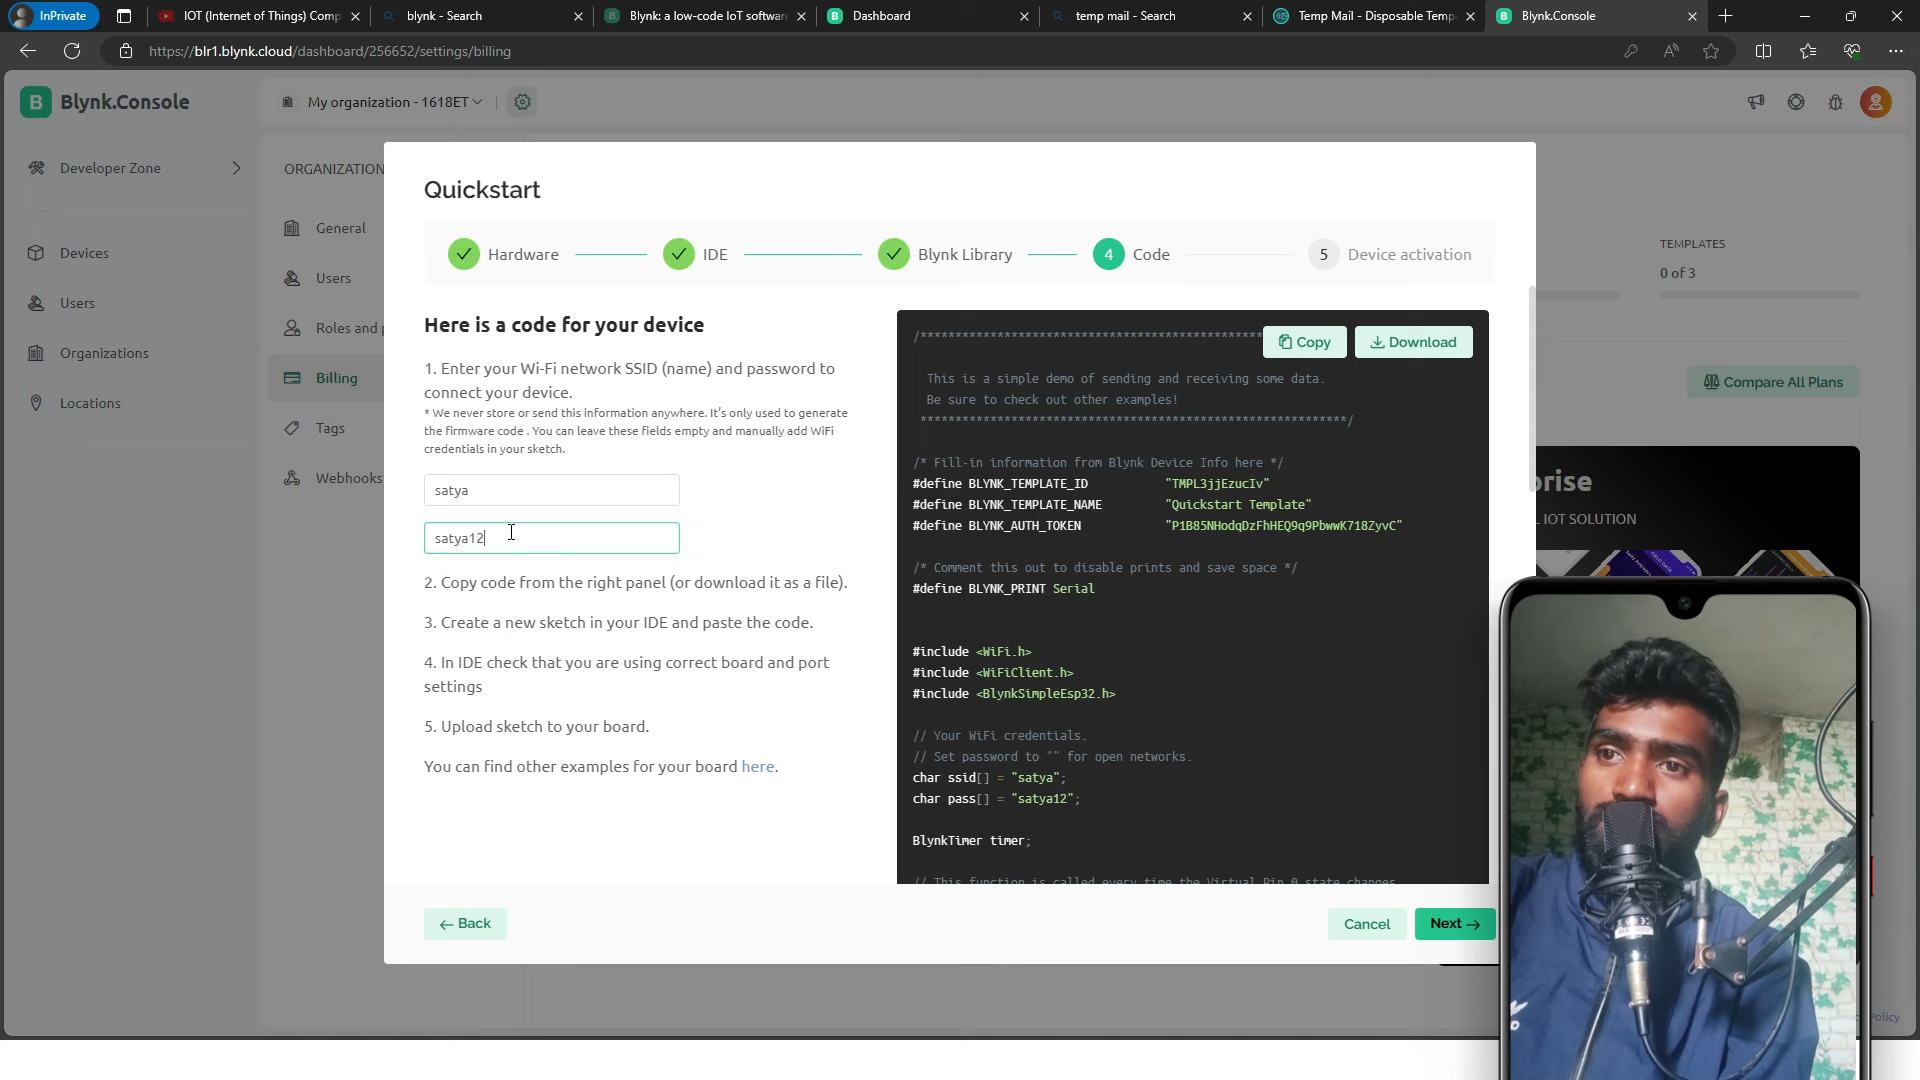 InPrivate
IOT (Internet of Things) Comp
blynk - Search
Blynk: a low-code IoT softwar
Dashboard
temp mail - Search
Temp Mail - Disposable Temp
Blynk.Console
https://blr1.blynk.cloud/dashboard/256652/settings/billing
B Blynk.Console
My organization - 1618ET
Developer Zone
Devices
Users
Organizations
Locations
ORGANIZATION
General
Users
Roles and p
Billing
Tags
Webhooks
TEMPLATES
0 of 3
Compare All Plans
IOT SOLUTION
Quickstart
Hardware
IDE
Blynk Library
4 Code
5 Device activation
Here is a code for your device
1. Enter your Wi-Fi network SSID (name) and password to
connect your device.
* We never store or send this information anywhere. It's only used to generate
the firmware code . You can leave these fields empty and manually add WiFi
credentials in your sketch.
satya
satya12
2. Copy code from the right panel (or download it as a file).
3. Create a new sketch in your IDE and paste the code.
4. In IDE check that you are using correct board and port
settings
5. Upload sketch to your board.
You can find other examples for your board here.
Copy
Download
/*************************************************
This is a simple demo of sending and receiving some data.
Be sure to check out other examples!
*************************************************************/
/* Fill-in information from Blynk Device Info here */
#define BLYNK_TEMPLATE_ID "TMPL3jjEzucIv"
#define BLYNK_TEMPLATE_NAME "Quickstart Template"
#define BLYNK_AUTH_TOKEN "P1B85NHodqDzFhHEQ9q9PbwwK718ZyvC"
/* Comment this out to disable prints and save space */
#define BLYNK_PRINT Serial
#include <WiFi.h>
#include <WiFiClient.h>
#include <BlynkSimpleEsp32.h>
// Your WiFi credentials.
// Set password to "" for open networks.
char ssid[] = "satya";
char pass[] = "satya12";
BlynkTimer timer;
// This function is called every time the Virtual Pin 0 state changes
← Back
Cancel
Next →
Policy